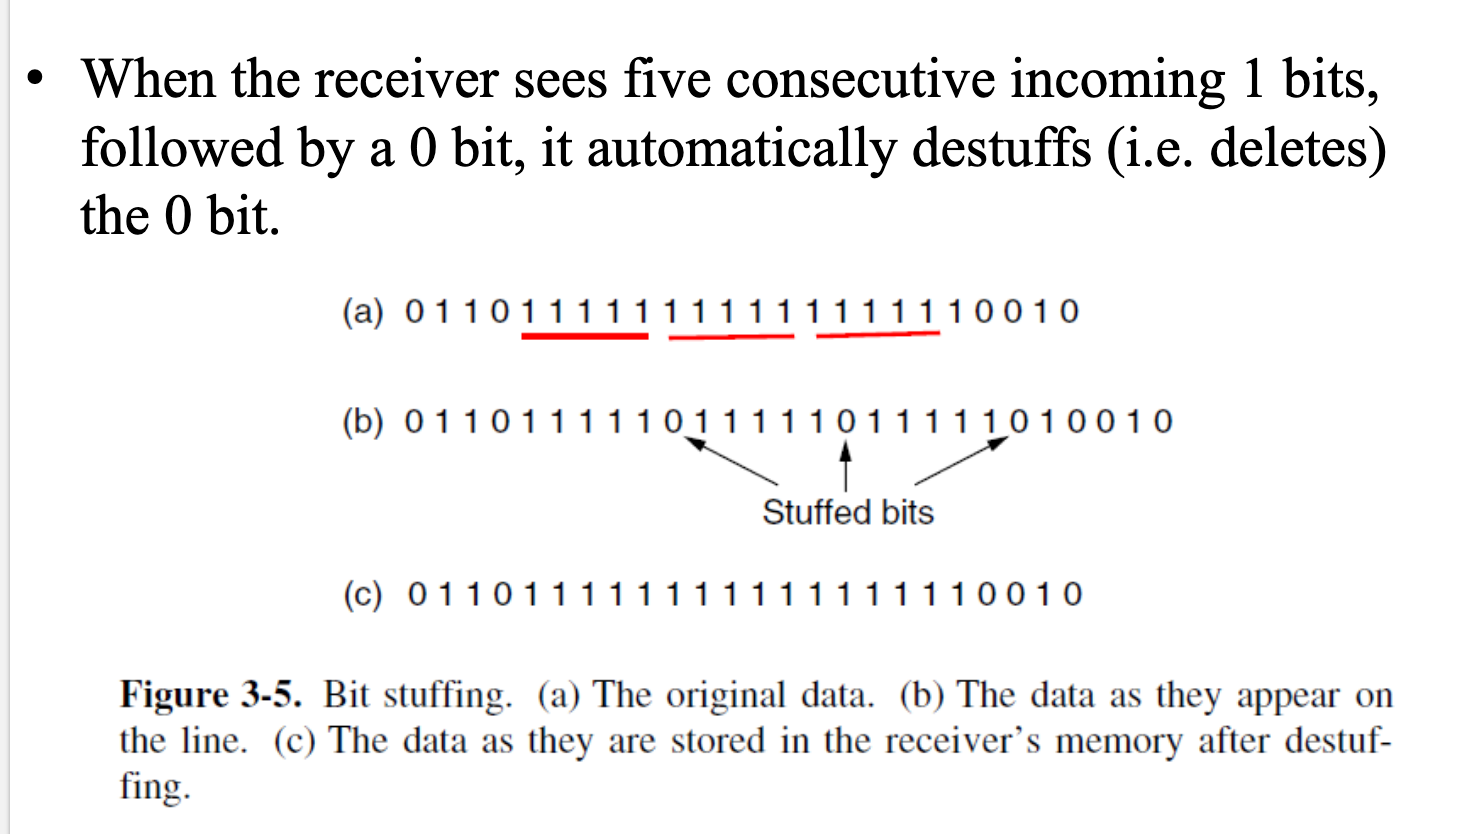 • When the receiver sees five consecutive incoming 1 bits,
followed by a 0 bit, it automatically destuffs (i.e. deletes)
the 0 bit.
(a) 0 1 1 0 1 1 1 1 1 1 1 1 1 1 1 1 1 1 1 1 0 0 1 0
(b) 0 1 1 0 1 1 1 1 1 0 1 1 1 1 1 0 1 1 1 1 1 0 1 0 0 1 0
Stuffed bits
(c) 0 1 1 0 1 1 1 1 1 1 1 1 1 1 1 1 1 1 1 1 0 0 1 0
Figure 3-5. Bit stuffing. (a) The original data. (b) The data as they appear on
the line. (c) The data as they are stored in the receiver’s memory after destuf-
fing.